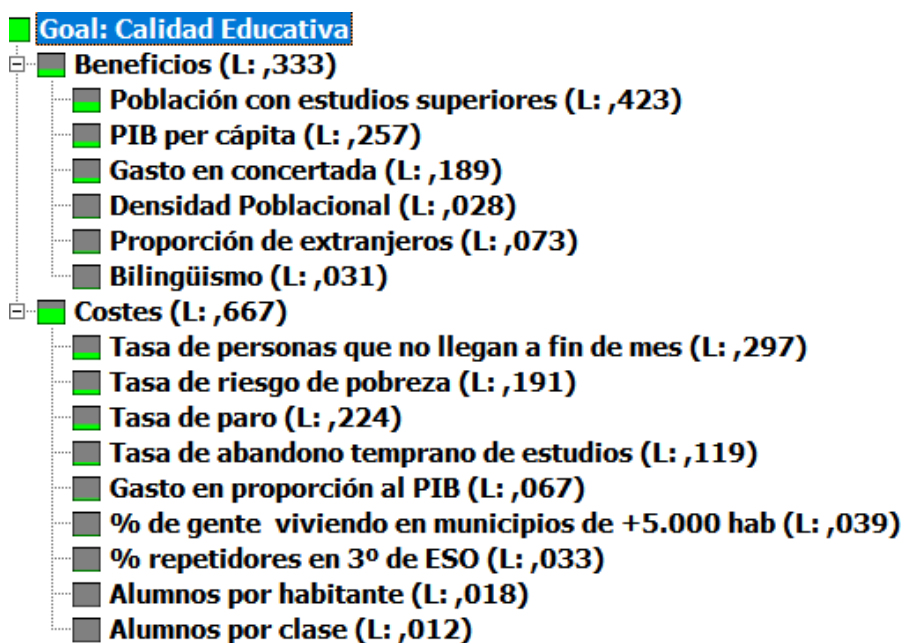 Goal: Calidad Educativa
Beneficios (L: ,333)
Población con estudios superiores (L: ,423)
PIB per cápita (L: ,257)
Gasto en concertada (L: ,189)
Densidad Poblacional (L: ,028)
Proporción de extranjeros (L: ,073)
Bilingüismo (L: ,031)
Costes (L: ,667)
Tasa de personas que no llegan a fin de mes (L: ,297)
Tasa de riesgo de pobreza (L: ,191)
Tasa de paro (L: ,224)
Tasa de abandono temprano de estudios (L: ,119)
Gasto en proporción al PIB (L: ,067)
% de gente  viviendo en municipios de +5.000 hab (L: ,039)
% repetidores en 3º de ESO (L: ,033)
Alumnos por habitante (L: ,018)
Alumnos por clase (L: ,012)